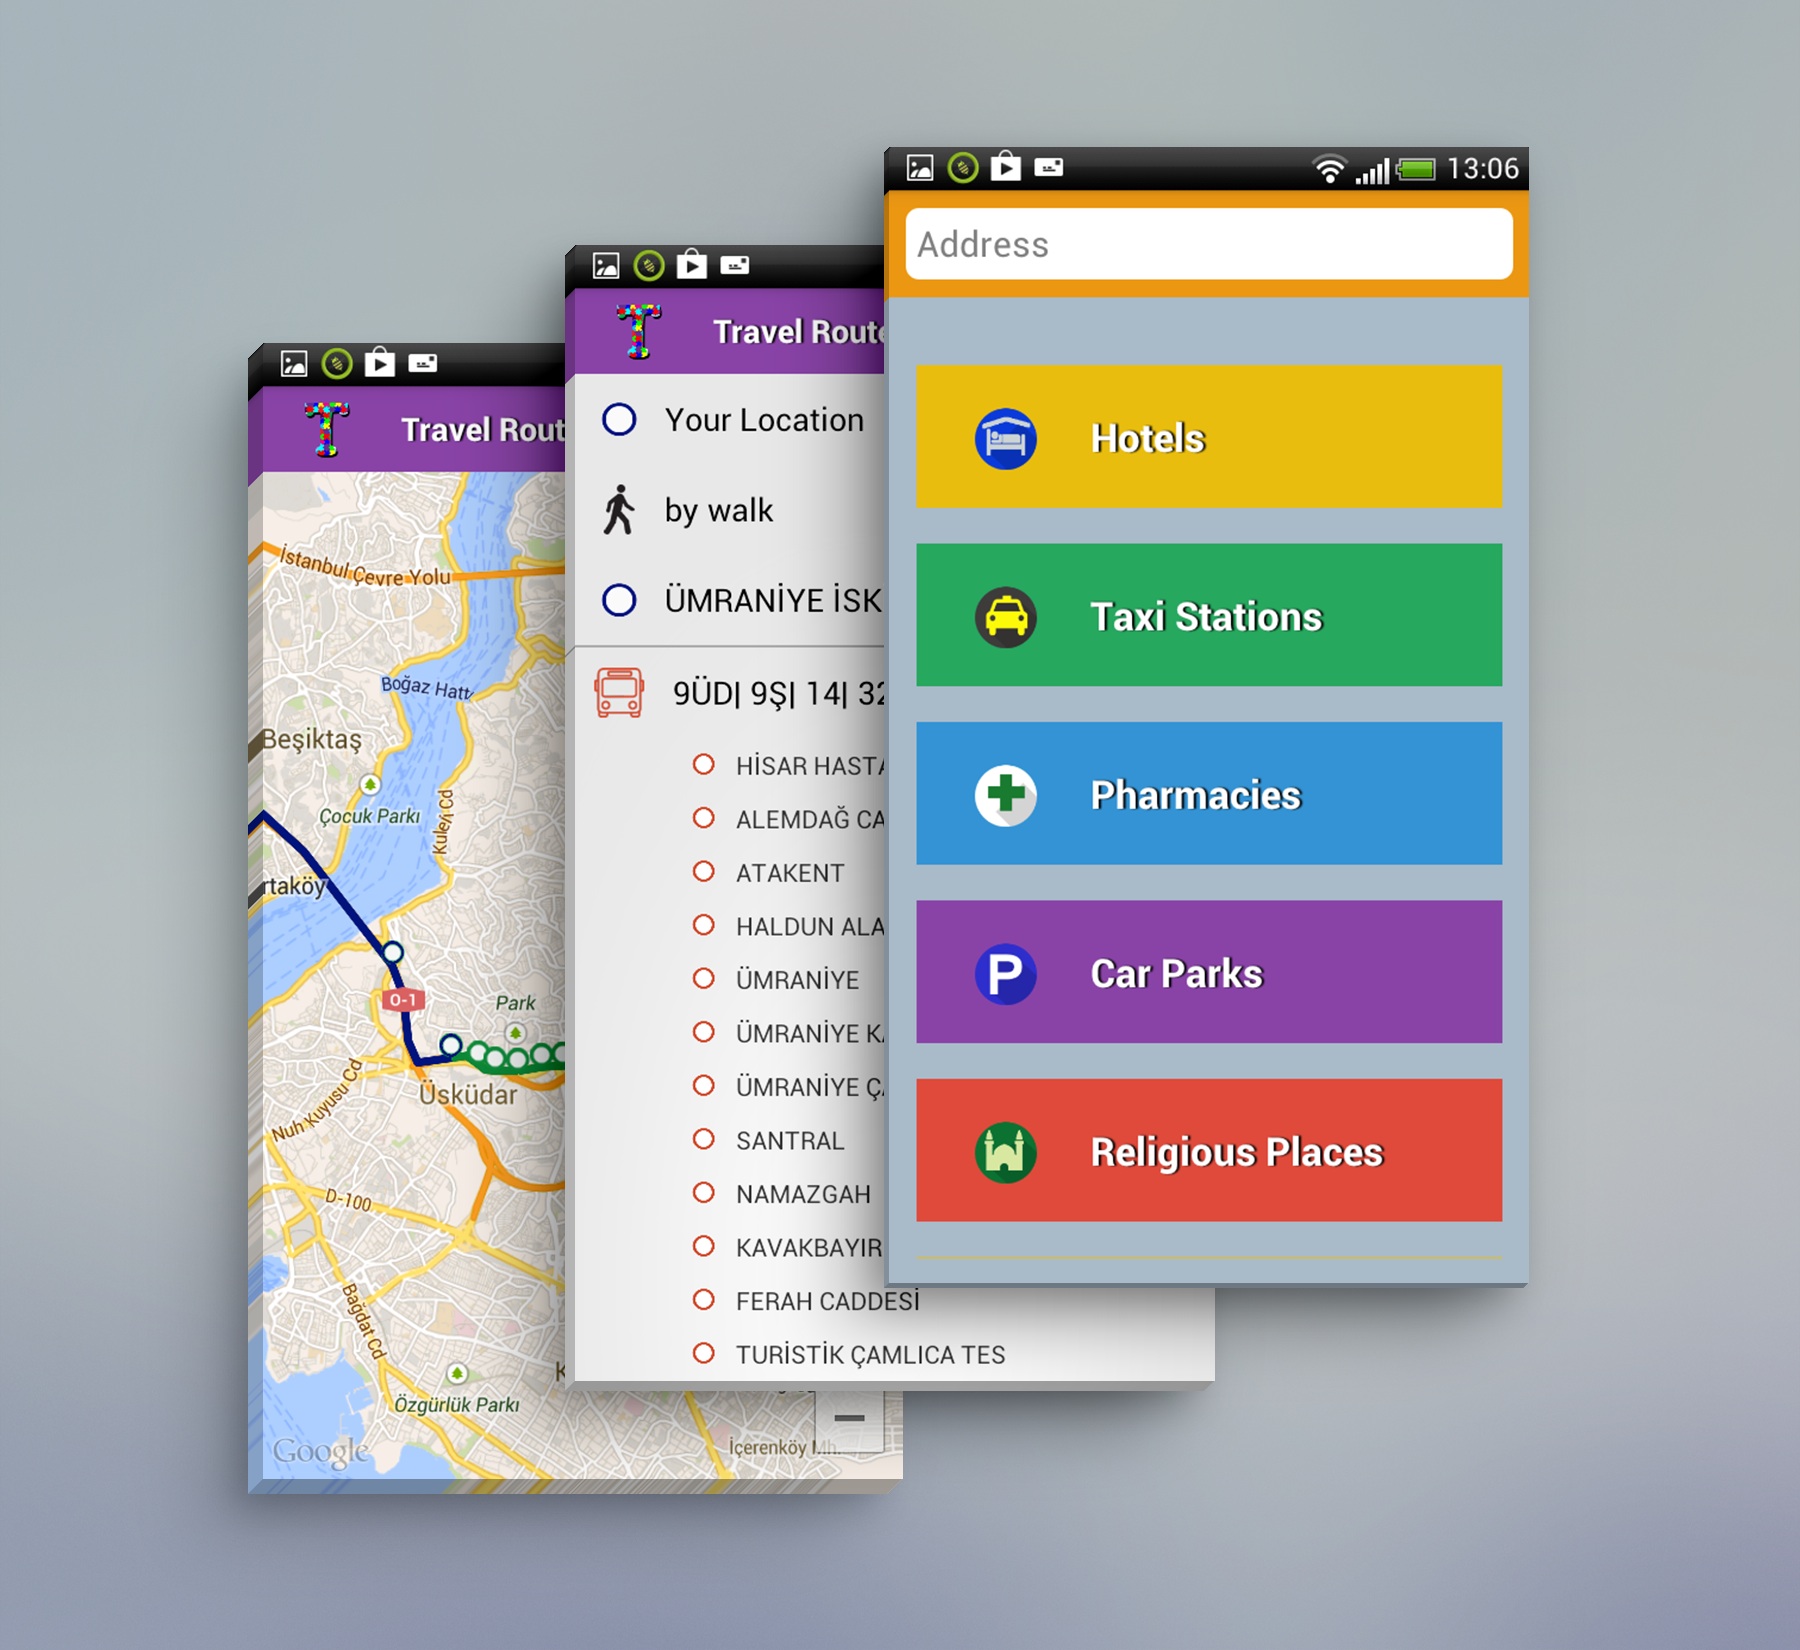 13:06
Address
Hotels
Taxi Stations
Pharmacies
Car Parks
P
Religious Places
T
Travel Route
Your Location
by walk
ÜMRANİYE İSK
9ÜD| 9Ş| 14| 32
HİSAR HASTA
ALEMDAĞ CA
ATAKENT
HALDUN ALA
ÜMRANİYE
ÜMRANİYE KA
ÜMRANİYE ÇA
SANTRAL
NAMAZGAH
KAVAKBAYIR
FERAH CADDESİ
TURİSTİK ÇAMLICA TES
T
Travel Rout
İstanbul Çevre Yolu
Boğaz Hattı
Beşiktaş
Çocuk Parkı
Kuleli Cd
rtaköy
O-1
Park
Üsküdar
Nuh Kuyusu Cd
D-100
Bağdat Cd
K
Özgürlük Parkı
İçerenköy Mh.
Google